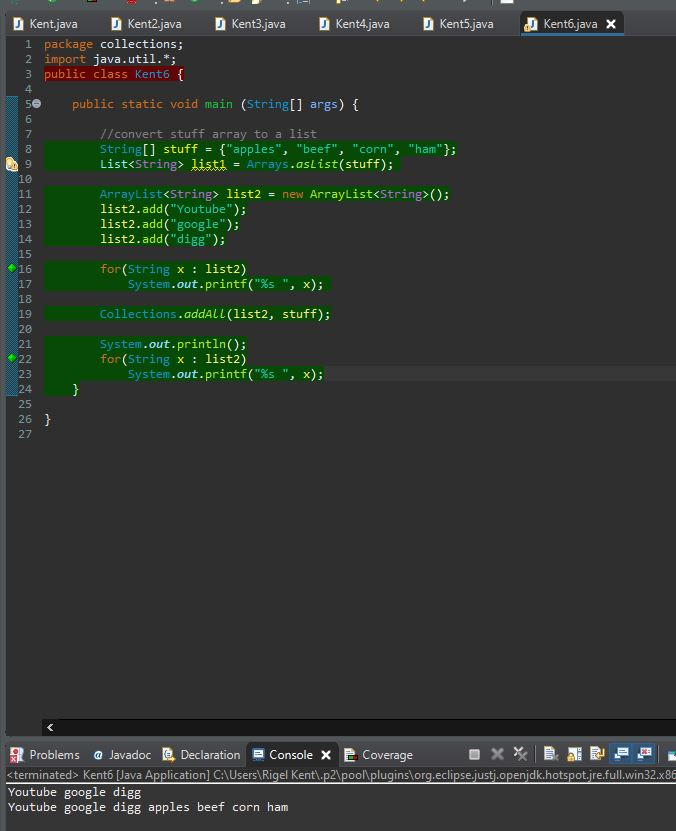 Kent.java Kent2.java Kent3.java Kent4.java Kent5.java Kent6.java
1 package collections;
2 import java.util.*;
3 public class Kent6 {
4
5 public static void main (String[] args) {
6
7 //convert stuff array to a list
8 String[] stuff = {"apples", "beef", "corn", "ham"};
9 List<String> list1 = Arrays.asList(stuff);
10
11 ArrayList<String> list2 = new ArrayList<String>();
12 list2.add("Youtube");
13 list2.add("google");
14 list2.add("digg");
15
16 for(String x : list2)
17 System.out.printf("%s ", x);
18
19 Collections.addAll(list2, stuff);
20
21 System.out.println();
22 for(String x : list2)
23 System.out.printf("%s ", x);
24 }
25
26 }
27
Problems Javadoc Declaration Console Coverage
<terminated> Kent6 [Java Application] C:\Users\Rigel Kent\.p2\pool\plugins\org.eclipse.justj.openjdk.hotspot.jre.full.win32.x86
Youtube google digg
Youtube google digg apples beef corn ham